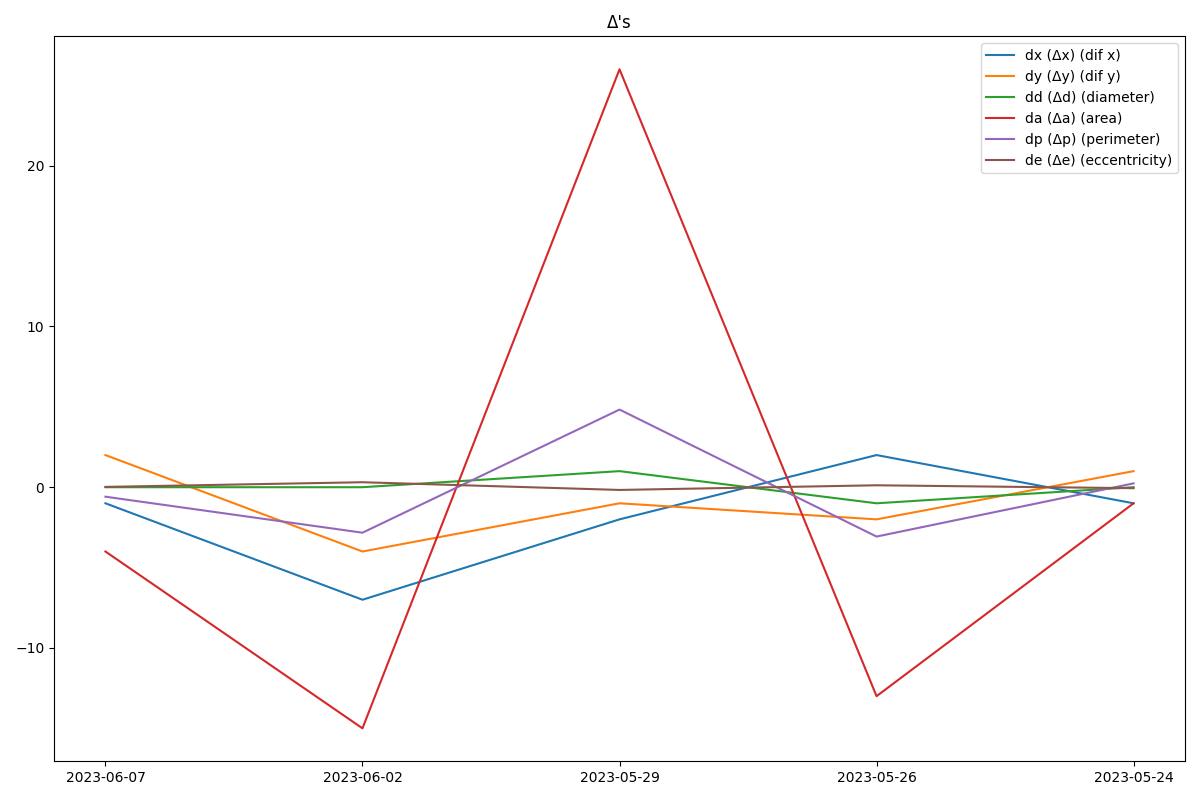 Δ's
dx (Δx) (dif x)
dy (Δy) (dif y)
dd (Δd) (diameter)
da (Δa) (area)
dp (Δp) (perimeter)
de (Δe) (eccentricity)
20
10
0
−10
2023-06-07 2023-06-02 2023-05-29 2023-05-26 2023-05-24